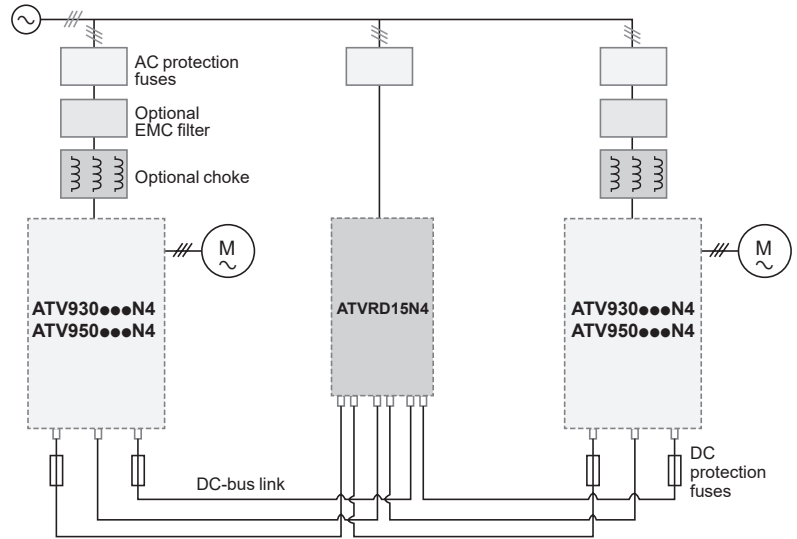 AC protection
fuses
Optional
EMC filter
Optional choke
M
M
ATV930●●●N4
ATV950●●●N4
ATVRD15N4
ATV930●●●N4
ATV950●●●N4
DC-bus link
DC
protection
fuses